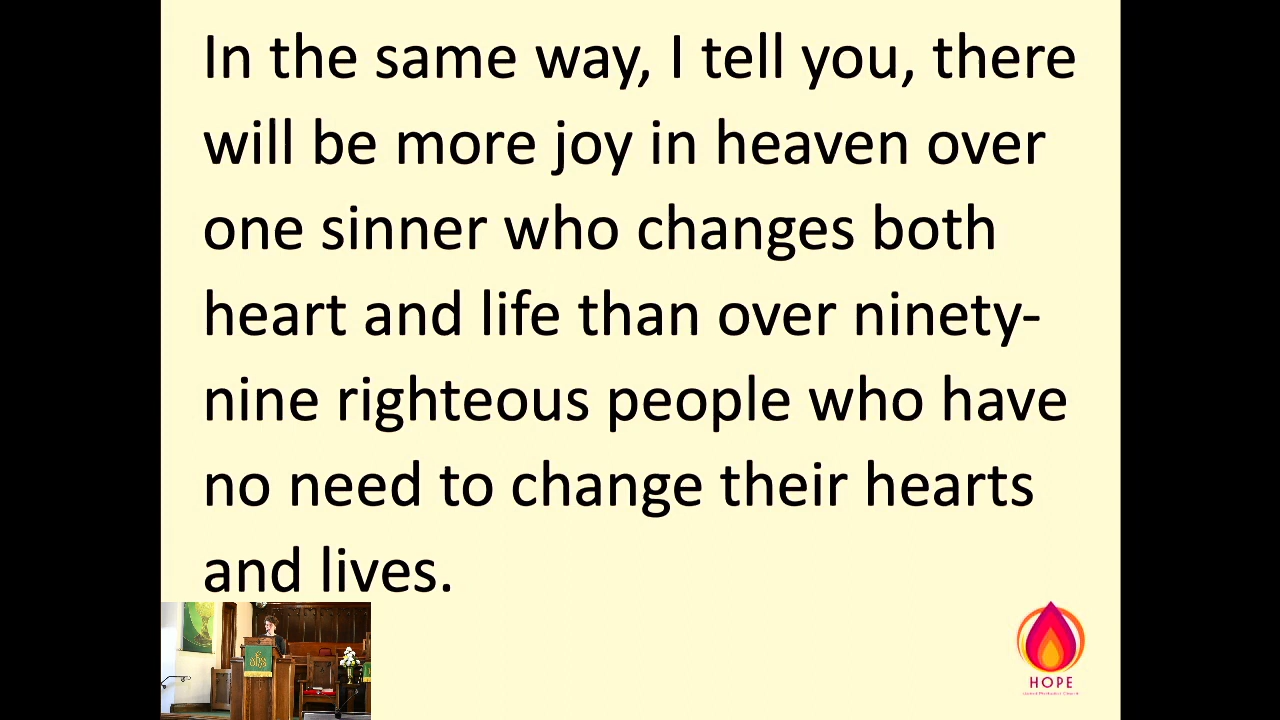 In the same way, I tell you, there
will be more joy in heaven over
one sinner who changes both
heart and life than over ninety-
nine righteous people who have
no need to change their hearts
and lives.
HOPE